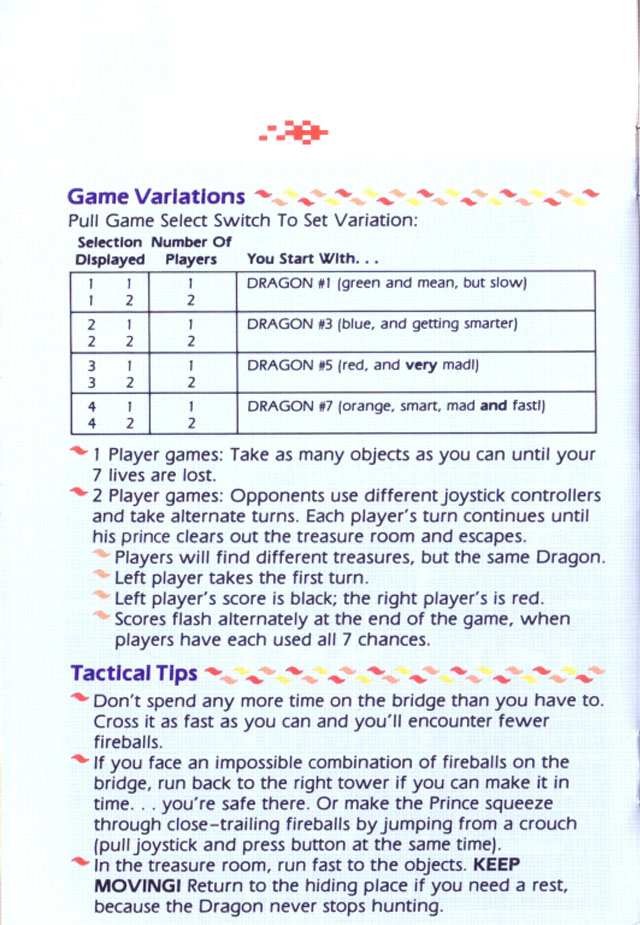 Game Variations
Pull Game Select Switch To Set Variation:
Selection Number Of
Displayed Players You Start With. . .
1 1 1 DRAGON #1 (green and mean, but slow)
1 2 2
2 1 1 DRAGON #3 (blue, and getting smarter)
2 2 2
3 1 1 DRAGON #5 (red, and very mad!)
3 2 2
4 1 1 DRAGON #7 (orange, smart, mad and fast!)
4 2 2
1 Player games: Take as many objects as you can until your
7 lives are lost.
2 Player games: Opponents use different joystick controllers
and take alternate turns. Each player's turn continues until
his prince clears out the treasure room and escapes.
Players will find different treasures, but the same Dragon.
Left player takes the first turn.
Left player's score is black; the right player's is red.
Scores flash alternately at the end of the game, when
players have each used all 7 chances.
Tactical Tips
Don't spend any more time on the bridge than you have to.
Cross it as fast as you can and you'll encounter fewer
fireballs.
If you face an impossible combination of fireballs on the
bridge, run back to the right tower if you can make it in
time. . . you're safe there. Or make the Prince squeeze
through close-trailing fireballs by jumping from a crouch
(pull joystick and press button at the same time).
In the treasure room, run fast to the objects. KEEP
MOVING! Return to the hiding place if you need a rest,
because the Dragon never stops hunting.